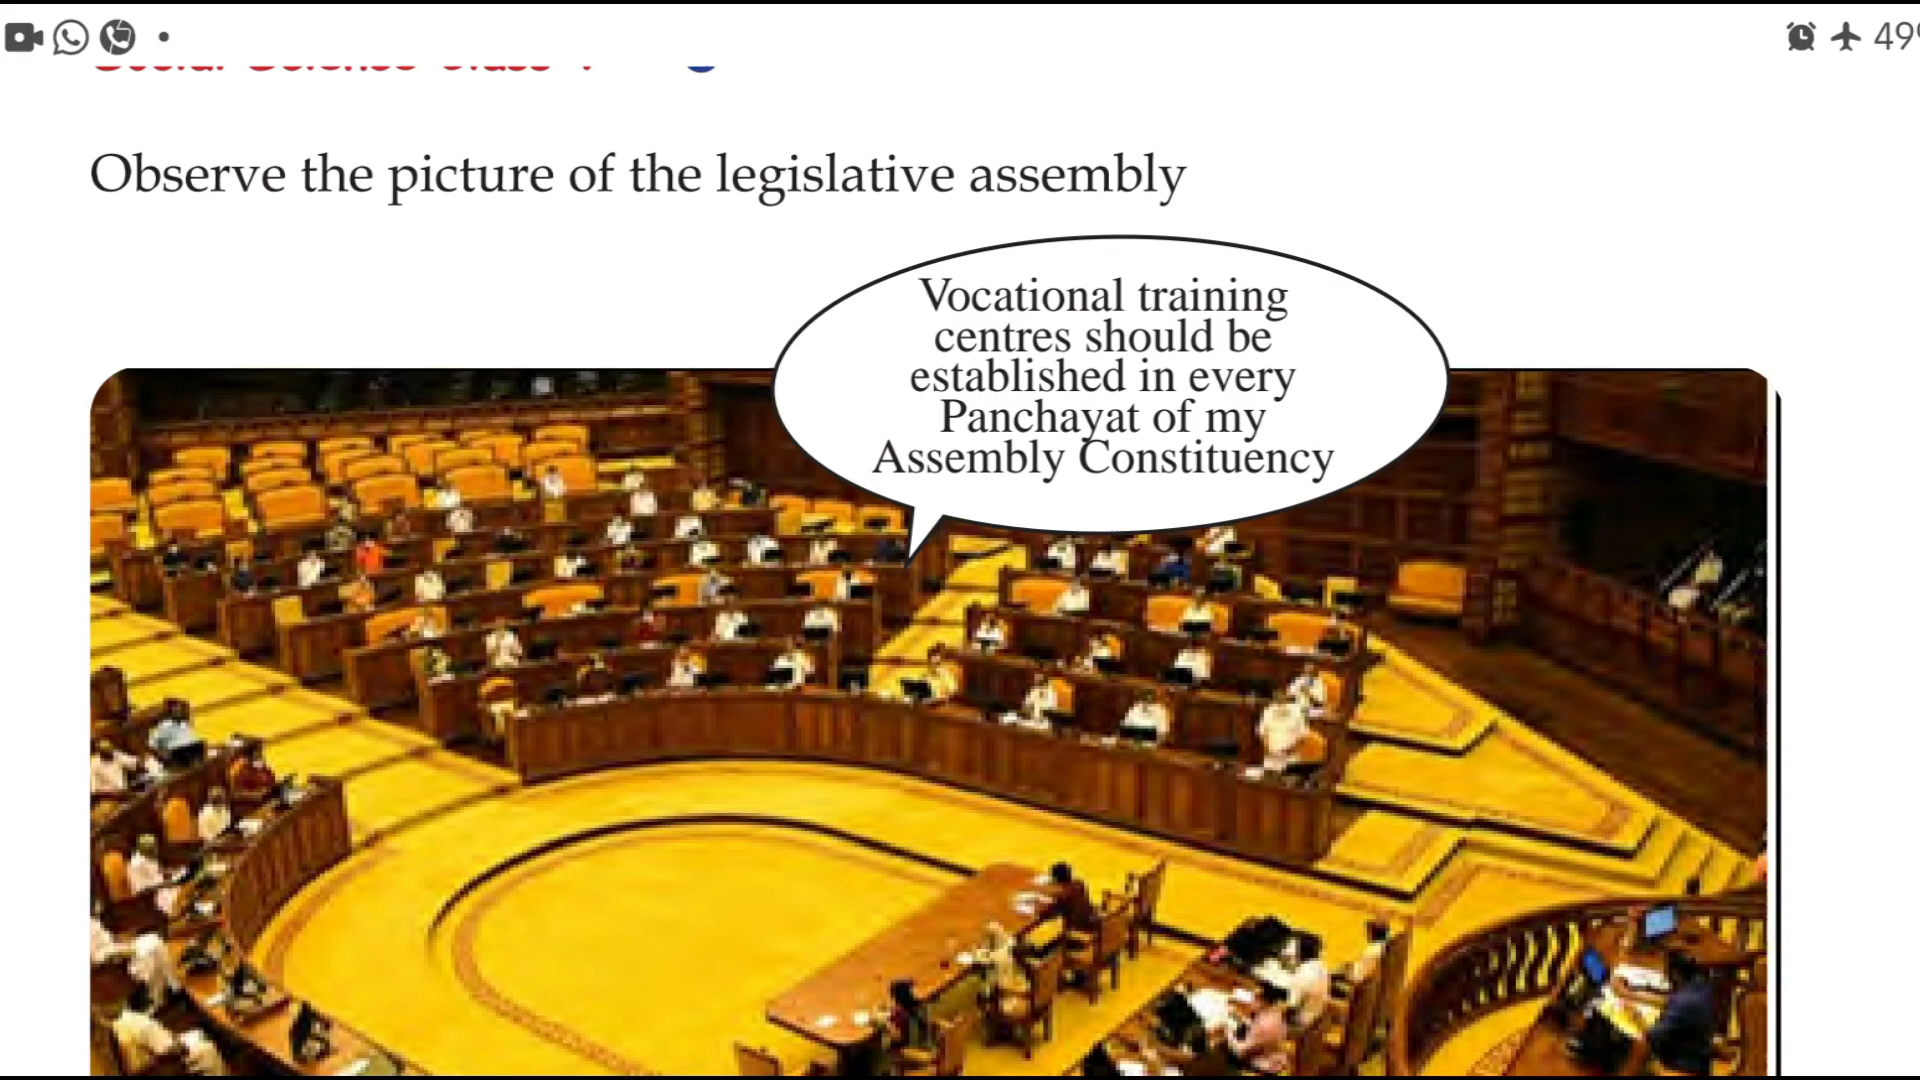 Observe the picture of the legislative assembly
Vocational training
centres should be
established in every
Panchayat of my
Assembly Constituency